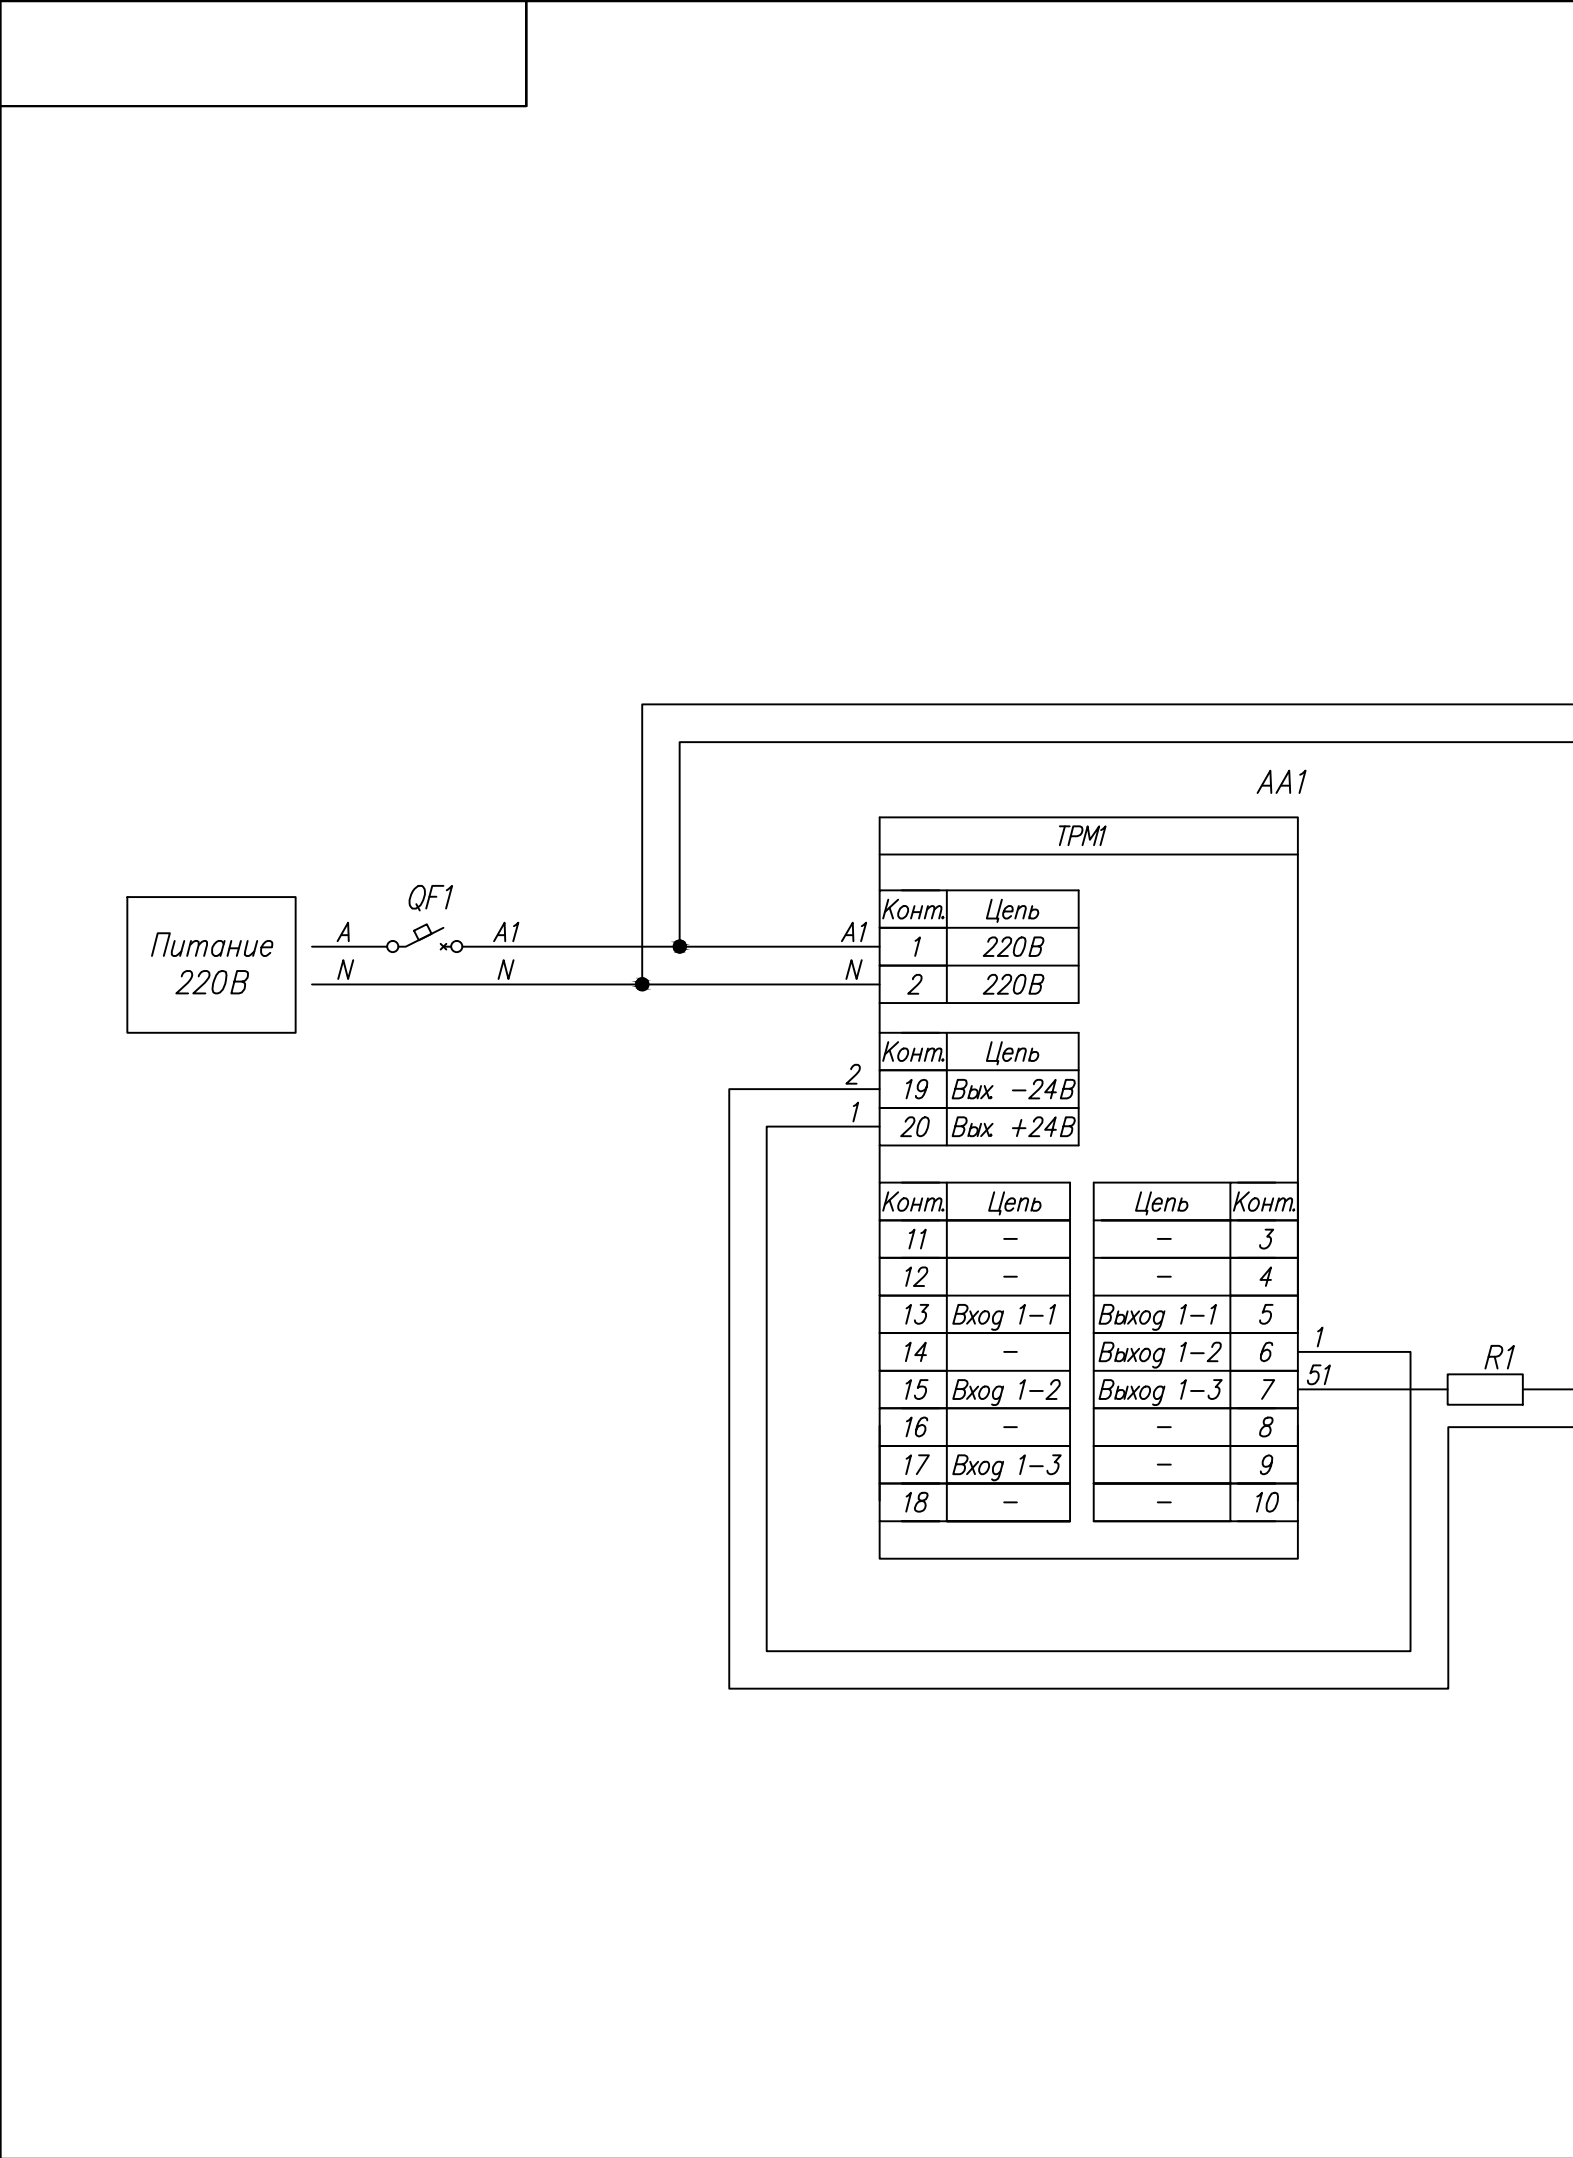 AA1
ТРМ1
QF1
Питание
220В
A
A1
A1
N
N
N
Конт. Цепь
1 220В
2 220В
Конт. Цепь
2
19 Вых. -24В
1
20 Вых. +24В
Конт. Цепь Цепь Конт.
11 - - 3
12 - - 4
13 Вход 1-1 Выход 1-1 5
14 - Выход 1-2 6
1
15 Вход 1-2 Выход 1-3 7
51
R1
16 - - 8
17 Вход 1-3 - 9
18 - - 10